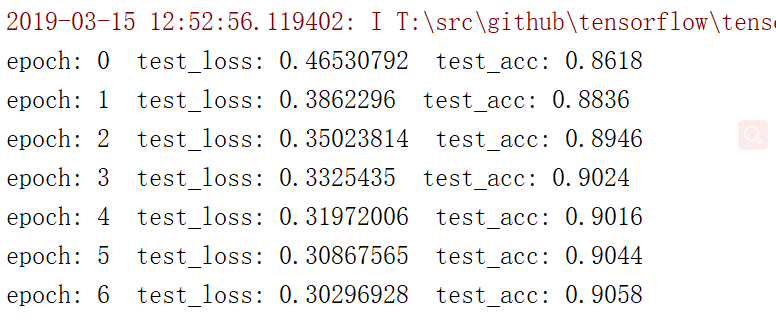 2019-03-15 12:52:56.119402: I T:\src\github\tensorflow\tens
epoch: 0  test_loss: 0.46530792  test_acc: 0.8618
epoch: 1  test_loss: 0.3862296  test_acc: 0.8836
epoch: 2  test_loss: 0.35023814  test_acc: 0.8946
epoch: 3  test_loss: 0.3325435  test_acc: 0.9024
epoch: 4  test_loss: 0.31972006  test_acc: 0.9016
epoch: 5  test_loss: 0.30867565  test_acc: 0.9044
epoch: 6  test_loss: 0.30296928  test_acc: 0.9058